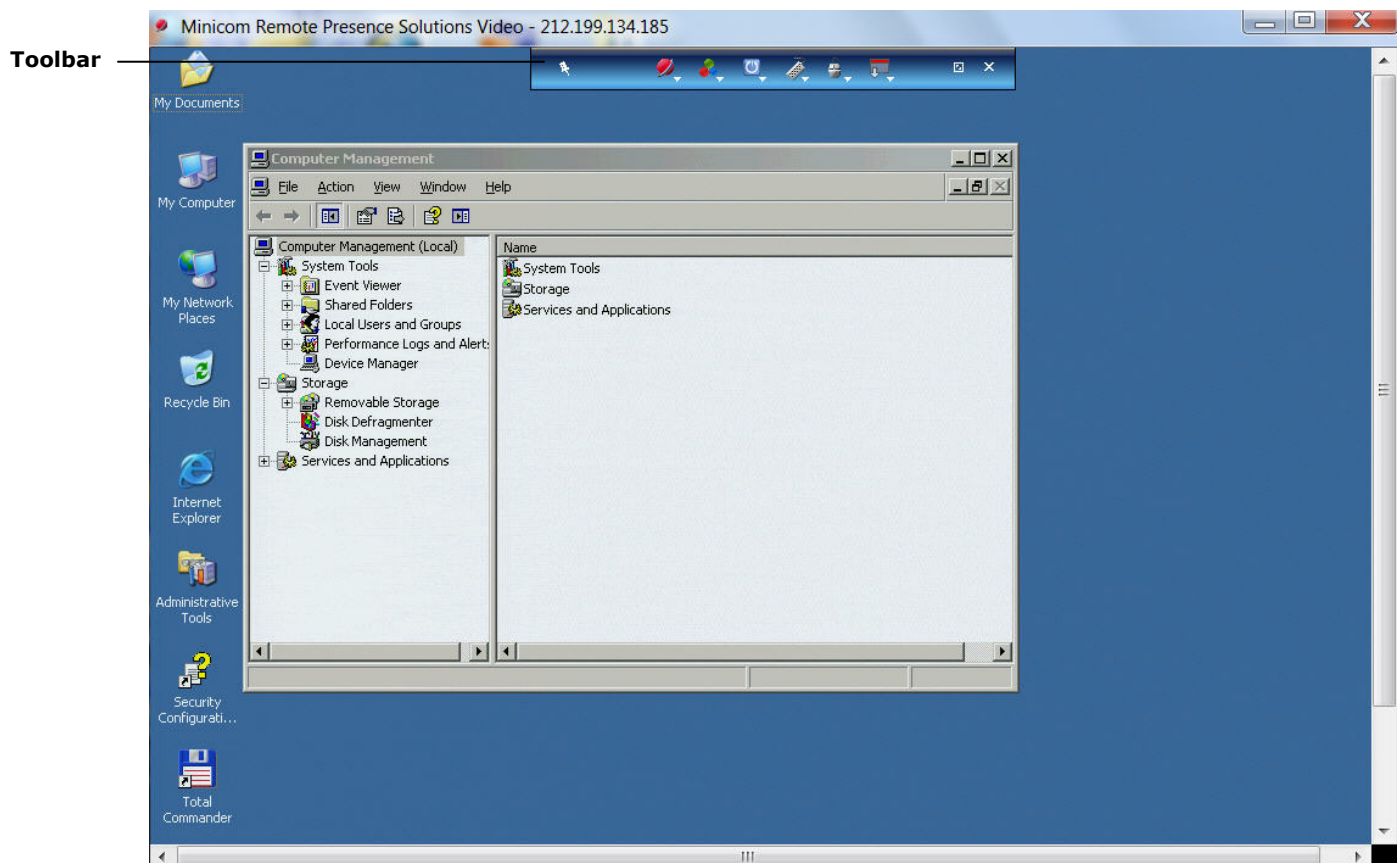 Minicom Remote Presence Solutions Video - 212.199.134.185
Toolbar
My Documents
My Computer
My Network
Places
Recycle Bin
Internet
Explorer
Administrative
Tools
Security
Configurati...
Total
Commander
Computer Management
File Action View Window Help
Computer Management (Local)
System Tools
Event Viewer
Shared Folders
Local Users and Groups
Performance Logs and Alert
Device Manager
Storage
Removable Storage
Disk Defragmenter
Disk Management
Services and Applications
Name
System Tools
Storage
Services and Applications